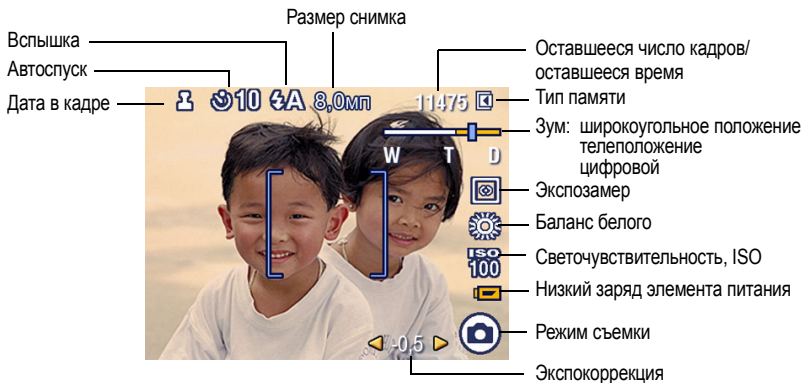 Размер снимка
Вспышка
Автоспуск
Дата в кадре
10
A
8,0мп
11475
W T D
ISO
100
-0,5
Оставшееся число кадров/
оставшееся время
Тип памяти
Зум: широкоугольное положение
телеположение
цифровой
Экспозамер
Баланс белого
Светочувствительность, ISO
Низкий заряд элемента питания
Режим съемки
Экспокоррекция